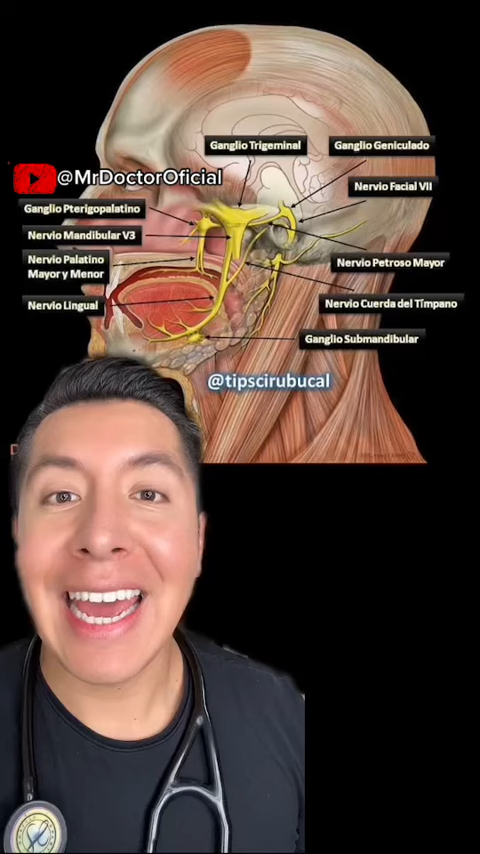 Ganglio Trigeminal
Ganglio Geniculado
@MrDoctorOficial
Nervio Facial VII
Ganglio Pterigopalatino
Nervio Mandibular V3
Nervio Palatino
Mayor y Menor
Nervio Petroso Mayor
Nervio Lingual
Nervio Cuerda del Tímpano
Ganglio Submandibular
@tipscirubucal